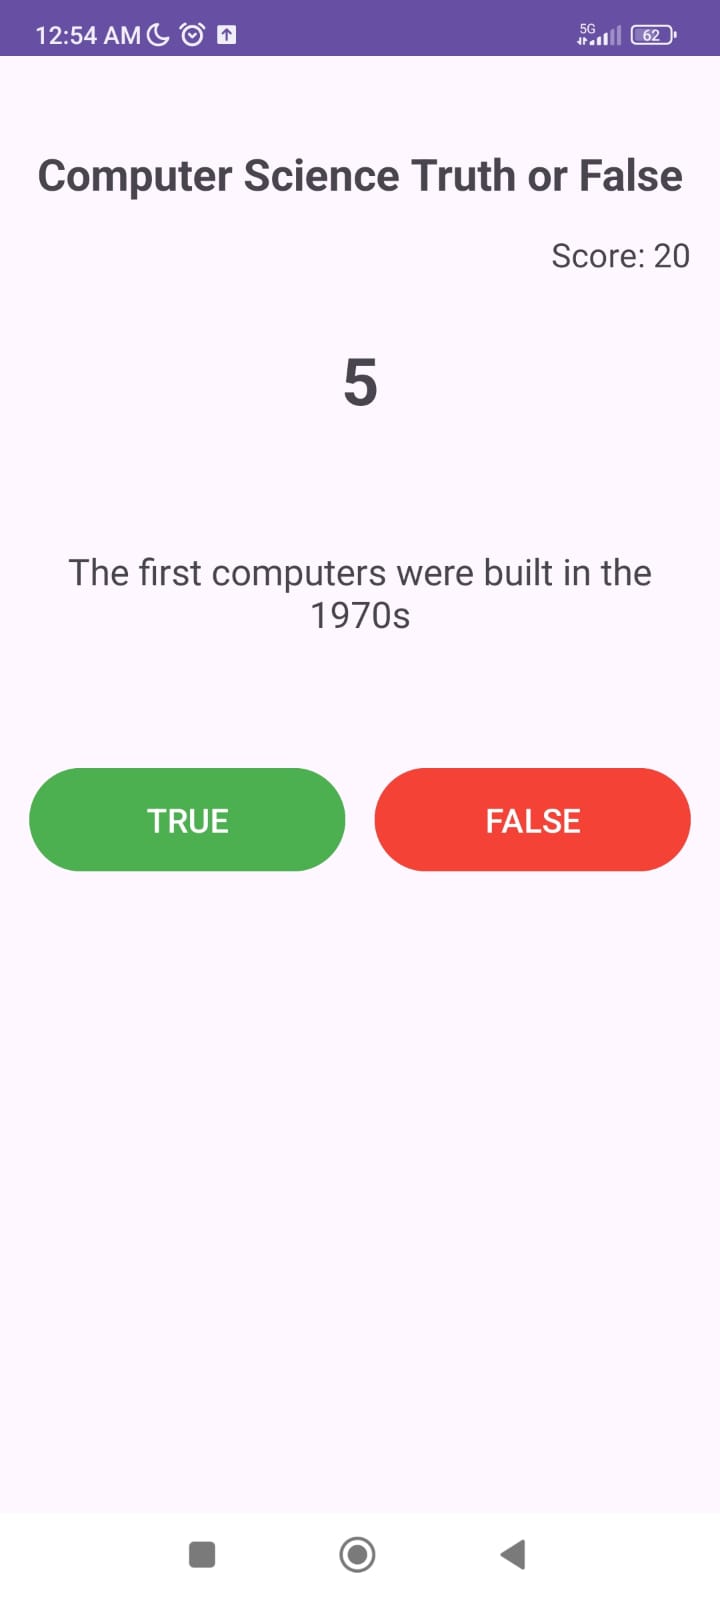 12:54 AM
5G
62
Computer Science Truth or False
Score: 20
5
The first computers were built in the
1970s
TRUE
FALSE